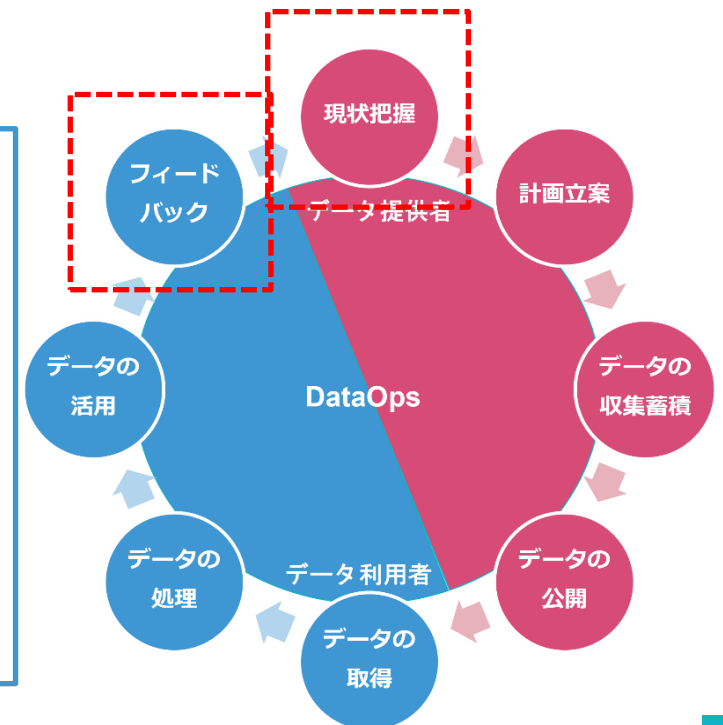 現状把握
フィード
バック
計画立案
データ提供者
データの
活用
DataOps
データの
収集蓄積
データの
処理
データ利用者
データの
公開
データの
取得